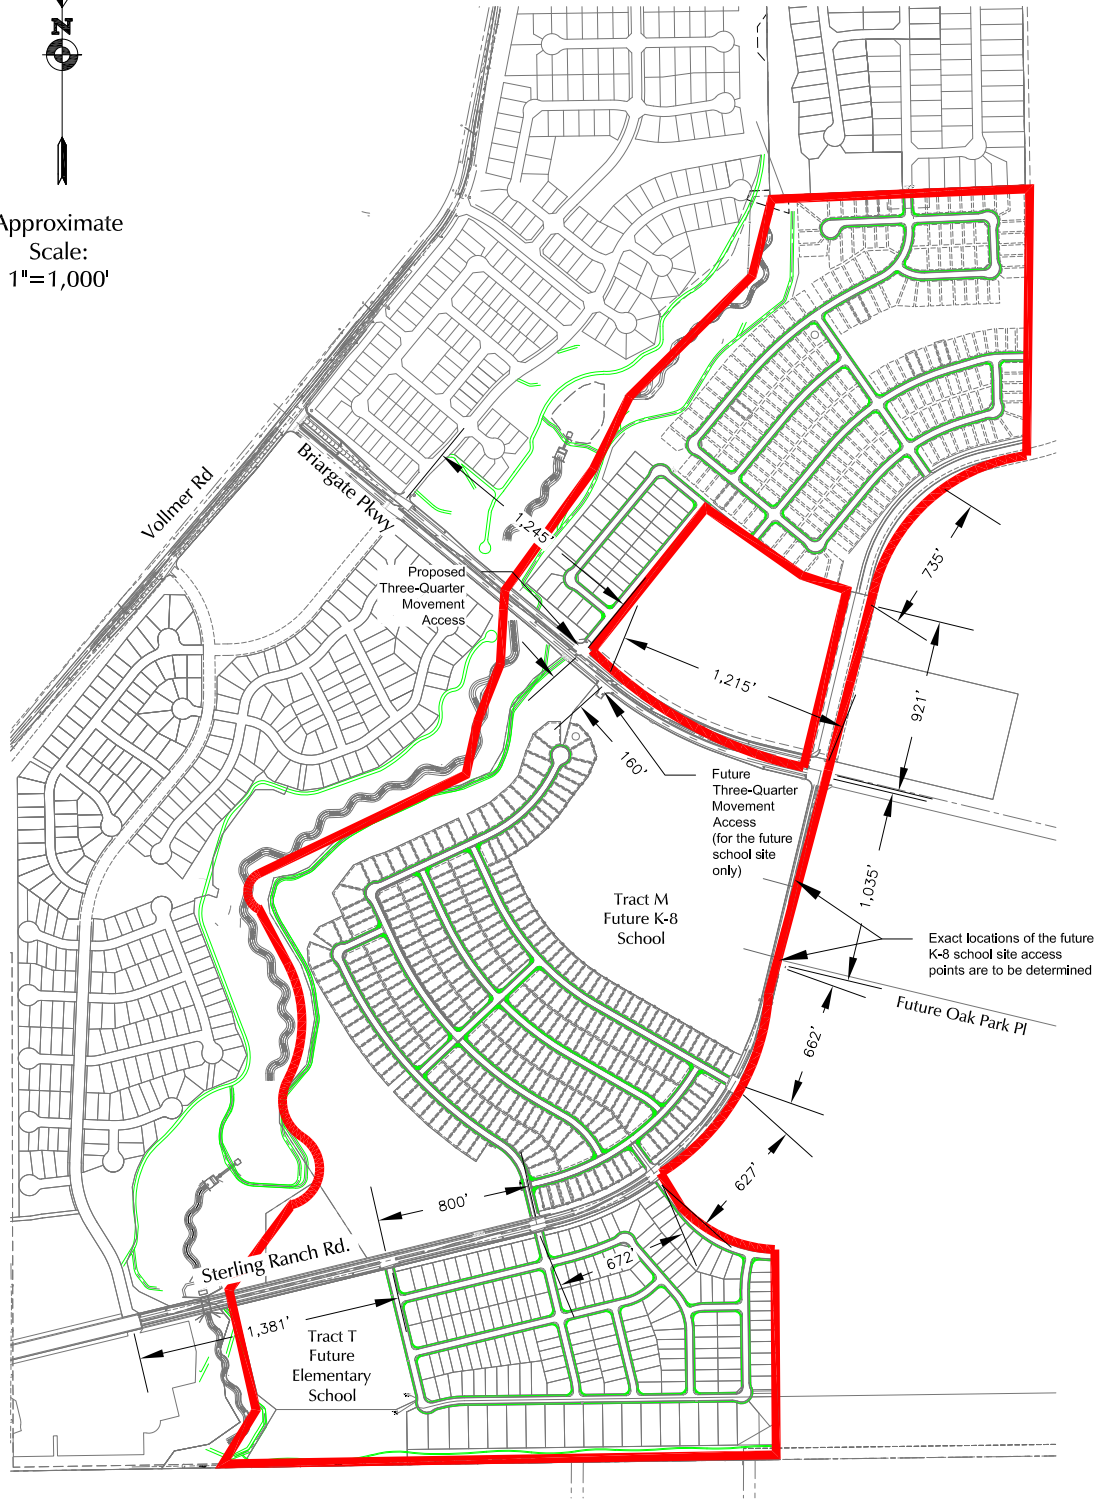 N
Approximate
Scale:
1"=1,000'
Vollmer Rd
Briargate Pkwy
1,245'
Proposed
Three-Quarter
Movement
Access
735'
1,215'
921'
160'
Future
Three-Quarter
Movement
Access
(for the future
school site
only)
1,035'
Tract M
Future K-8
School
Exact locations of the future
K-8 school site access
points are to be determined
Future Oak Park Pl
662'
627'
800'
672'
Sterling Ranch Rd.
1,381'
Tract T
Future
Elementary
School